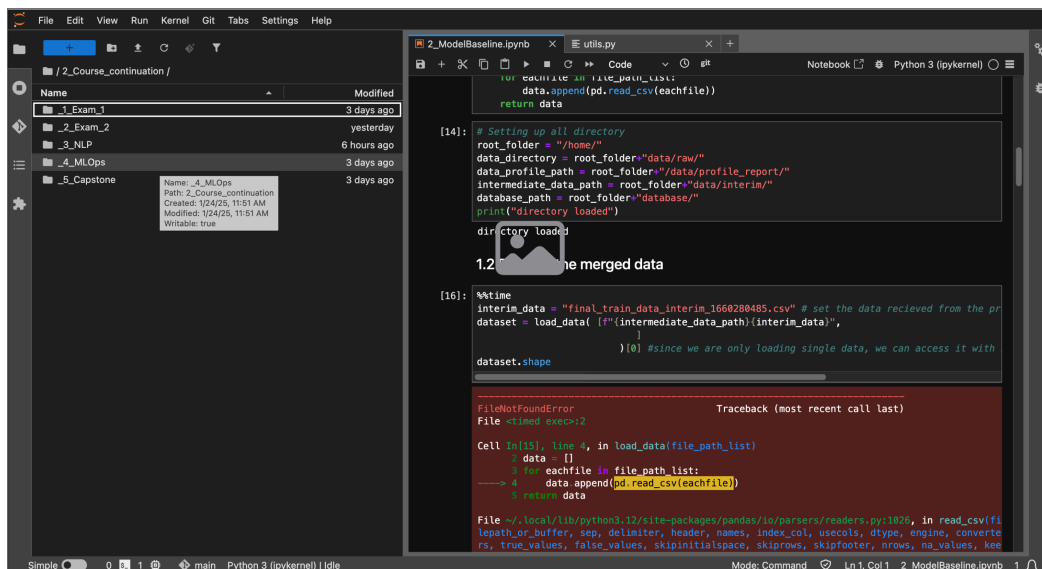 File Edit View Run Kernel Git Tabs Settings Help
/ 2_Course_continuation /
Name Modified
_1_Exam_1 3 days ago
_2_Exam_2 yesterday
_3_NLP 6 hours ago
_4_MLOps 3 days ago
_5_Capstone 3 days ago
Name: _4_MLOps
Path: 2_Course_continuation
Created: 1/24/25, 11:51 AM
Modified: 1/24/25, 11:51 AM
Writable: true
2_ModelBaseline.ipynb utils.py
Code git Notebook Python 3 (ipykernel)
for eachfile in file_path_list:
data.append(pd.read_csv(eachfile))
return data
[14]: # Setting up all directory
root_folder = "/home/"
data_directory = root_folder+"data/raw/"
data_profile_path = root_folder+"/data/profile_report/"
intermediate_data_path = root_folder+"data/interim/"
database_path = root_folder+"database/"
print("directory loaded")
directory loaded
1.2 merged data
[16]: %%time
interim_data = "final_train_data_interim_1660280485.csv" # set the data recieved from the pr
dataset = load_data( [f"{intermediate_data_path}{interim_data}",
]
)[0] #since we are only loading single data, we can access it with
dataset.shape
FileNotFoundError Traceback (most recent call last)
File <timed exec>:2
Cell In[15], line 4, in load_data(file_path_list)
2 data = []
3 for eachfile in file_path_list:
----> 4 data.append(pd.read_csv(eachfile))
5 return data
File ~/.local/lib/python3.12/site-packages/pandas/io/parsers/readers.py:1026, in read_csv(fi
lepath_or_buffer, sep, delimiter, header, names, index_col, usecols, dtype, engine, converte
rs, true_values, false_values, skipinitialspace, skiprows, skipfooter, nrows, na_values, kee
Simple 0 1 main Python 3 (ipykernel) | Idle Mode: Command Ln 1, Col 1 2_ModelBaseline.ipynb 1